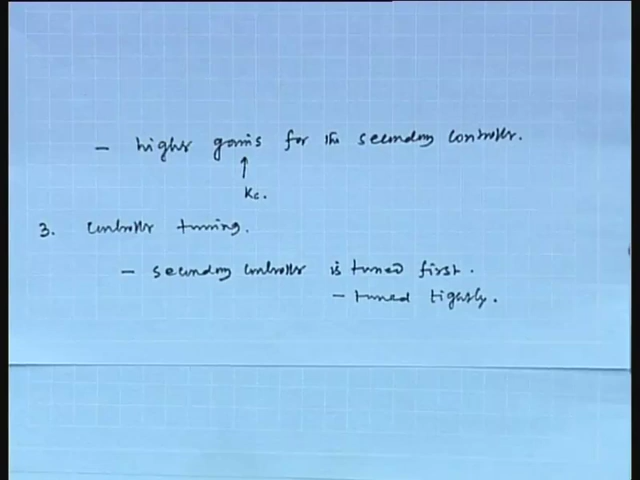 - higher gains for the secondary controller.
↑
Kc.
3. Controller tuning.
- secondary controller is tuned first.
- tuned tightly.